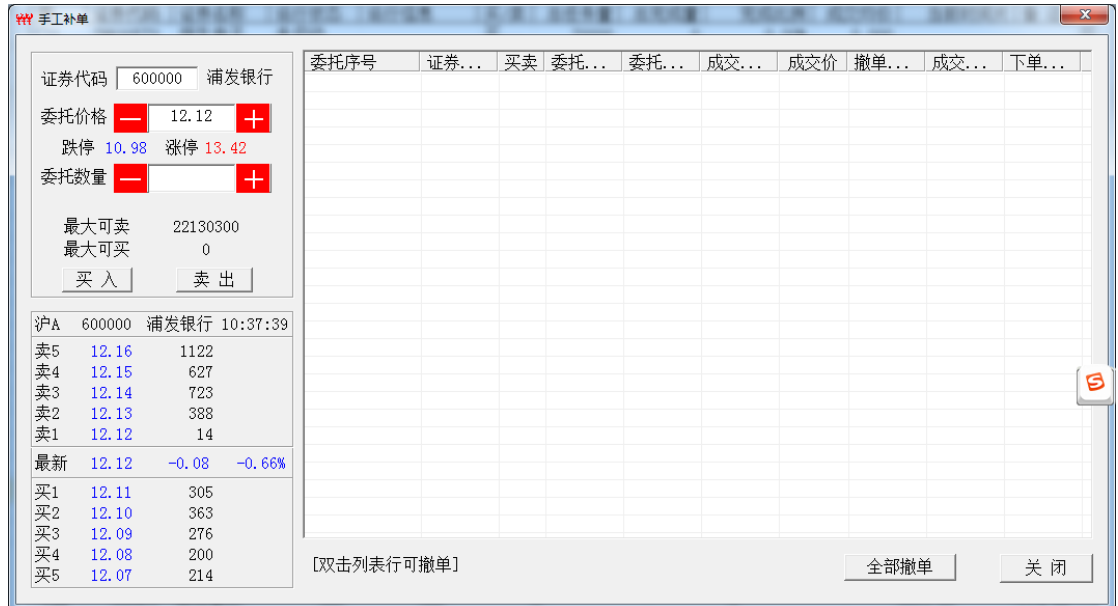 手工补单
证券代码 600000 浦发银行
委托价格 — 12.12 +
跌停 10.98 涨停 13.42
委托数量 — +
最大可卖 22130300
最大可买 0
买 入 卖 出
沪A 600000 浦发银行 10:37:39
卖5 12.16 1122
卖4 12.15 627
卖3 12.14 723
卖2 12.13 388
卖1 12.12 14
最新 12.12 -0.08 -0.66%
买1 12.11 305
买2 12.10 363
买3 12.09 276
买4 12.08 200
买5 12.07 214
委托序号 证券... 买卖 委托... 委托... 成交... 成交价 撤单... 成交... 下单...
[双击列表行可撤单] 全部撤单 关 闭